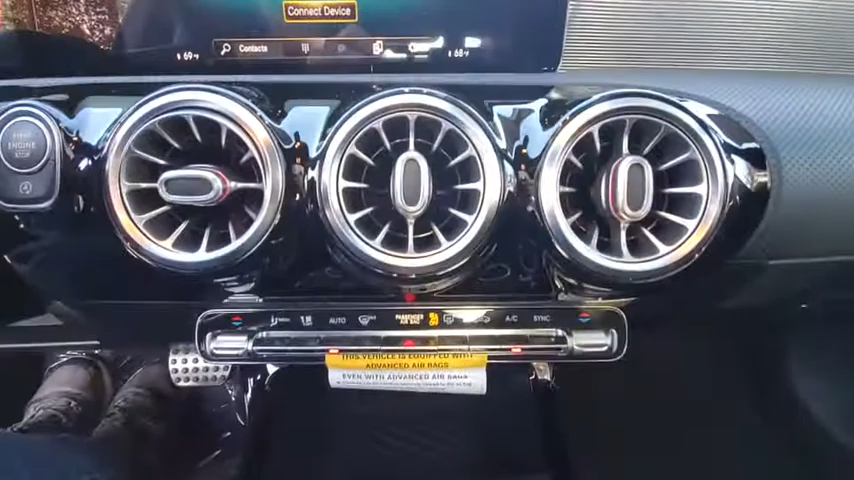 Connect Device
69
Contacts
68
START
ENGINE
STOP
AUTO
PASSENGER
AIR BAG
A/C
SYNC
THIS VEHICLE IS EQUIPPED WITH
ADVANCED AIR BAGS
EVEN WITH ADVANCED AIR BAGS